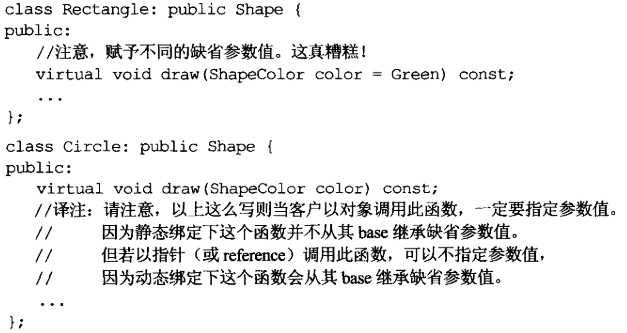 class Rectangle: public Shape {
public:
//注意，赋予不同的缺省参数值。这真糟糕！
virtual void draw(ShapeColor color = Green) const;
...
};
class Circle: public Shape {
public:
virtual void draw(ShapeColor color) const;
//译注：请注意，以上这么写则当客户以对象调用此函数，一定要指定参数值。
// 因为静态绑定下这个函数并不从其 base 继承缺省参数值。
// 但若以指针（或 reference）调用此函数，可以不指定参数值，
// 因为动态绑定下这个函数会从其 base 继承缺省参数值。
...
};